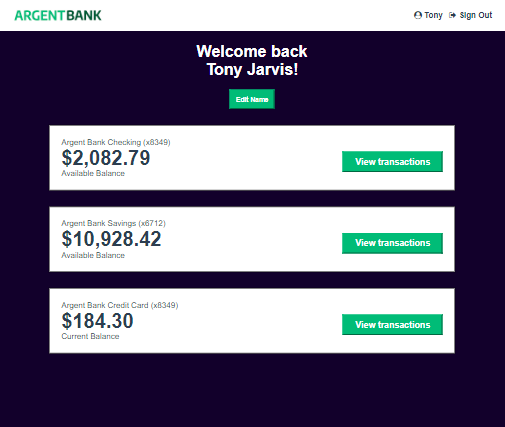 ARGENTBANK
Tony Sign Out
Welcome back
Tony Jarvis!
Edit Name
Argent Bank Checking (x8349)
$2,082.79
Available Balance
View transactions
Argent Bank Savings (x6712)
$10,928.42
Available Balance
View transactions
Argent Bank Credit Card (x8349)
$184.30
Current Balance
View transactions